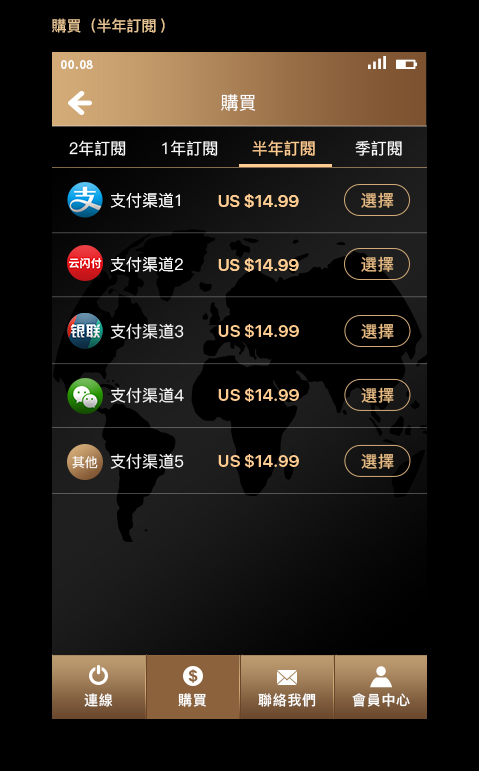 購買（半年訂閱 ）
00.08
購買
2年訂閱 1年訂閱 半年訂閱 季訂閱
支 支付渠道1 US $14.99 選擇
云闪付 支付渠道2 US $14.99 選擇
银联 支付渠道3 US $14.99 選擇
支付渠道4 US $14.99 選擇
其他 支付渠道5 US $14.99 選擇
$
連線 購買 聯絡我們 會員中心